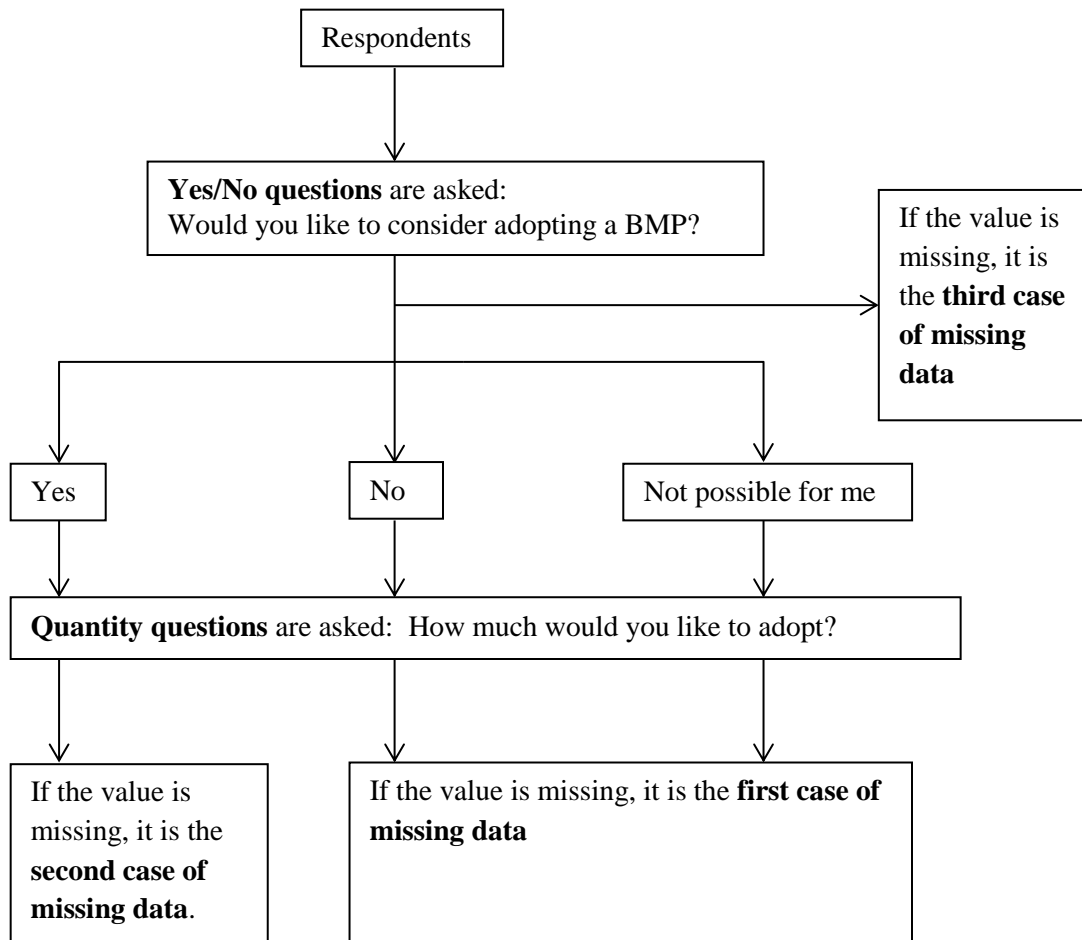 Respondents
Yes/No questions are asked:
Would you like to consider adopting a BMP?
If the value is
missing, it is
the third case
of missing
data
Yes
No
Not possible for me
Quantity questions are asked:  How much would you like to adopt?
If the value is
missing, it is the
second case of
missing data.
If the value is missing, it is the first case of
missing data